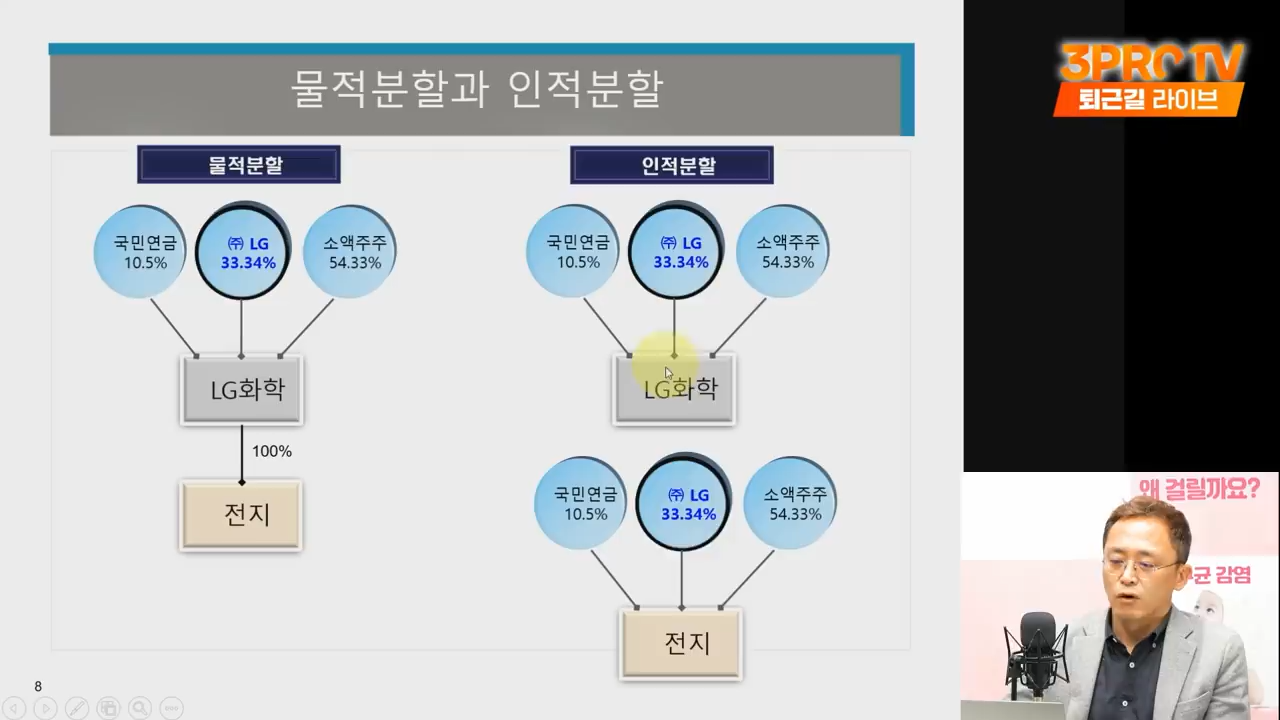 물적분할과 인적분할
3PROTV
퇴근길 라이브
물적분할
국민연금
10.5%
㈜ LG
33.34%
소액주주
54.33%
LG화학
100%
전지
인적분할
국민연금
10.5%
㈜ LG
33.34%
소액주주
54.33%
LG화학
국민연금
10.5%
㈜ LG
33.34%
소액주주
54.33%
전지
8
왜 걸릴까요?
균 감염